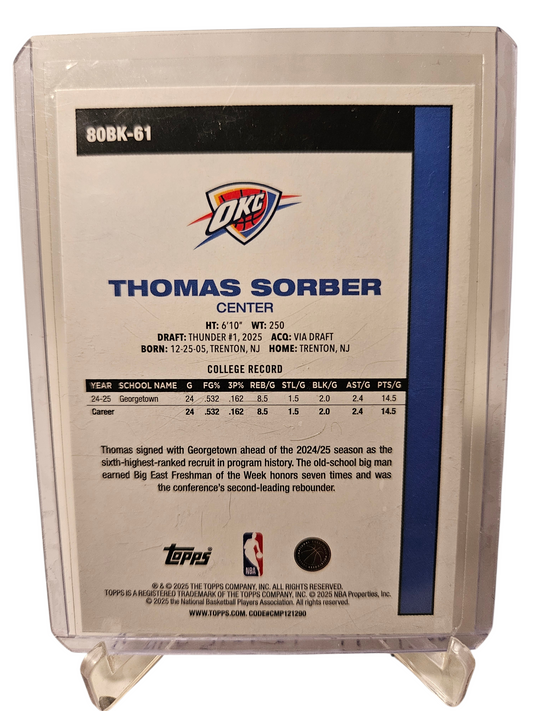 80BK-61
OKC
THOMAS SORBER
CENTER
HT: 6'10" WT: 250
DRAFT: THUNDER #1, 2025 ACQ: VIA DRAFT
BORN: 12-25-05, TRENTON, NJ HOME: TRENTON, NJ
COLLEGE RECORD
YEAR SCHOOL NAME G FG% 3P% REB/G STL/G BLK/G AST/G PTS/G
24-25 Georgetown 24 .532 .162 8.5 1.5 2.0 2.4 14.5
Career 24 .532 .162 8.5 1.5 2.0 2.4 14.5
Thomas signed with Georgetown ahead of the 2024/25 season as the
sixth-highest-ranked recruit in program history. The old-school big man
earned Big East Freshman of the Week honors seven times and was
the conference's second-leading rebounder.
Topps
NBA
® & © 2025 THE TOPPS COMPANY, INC. ALL RIGHTS RESERVED.
TOPPS IS A REGISTERED TRADEMARK OF THE TOPPS COMPANY, INC. © 2025 NBA Properties, Inc.
© 2025 the National Basketball Players Association. All rights reserved.
WWW.TOPPS.COM. CODE#CMP121290